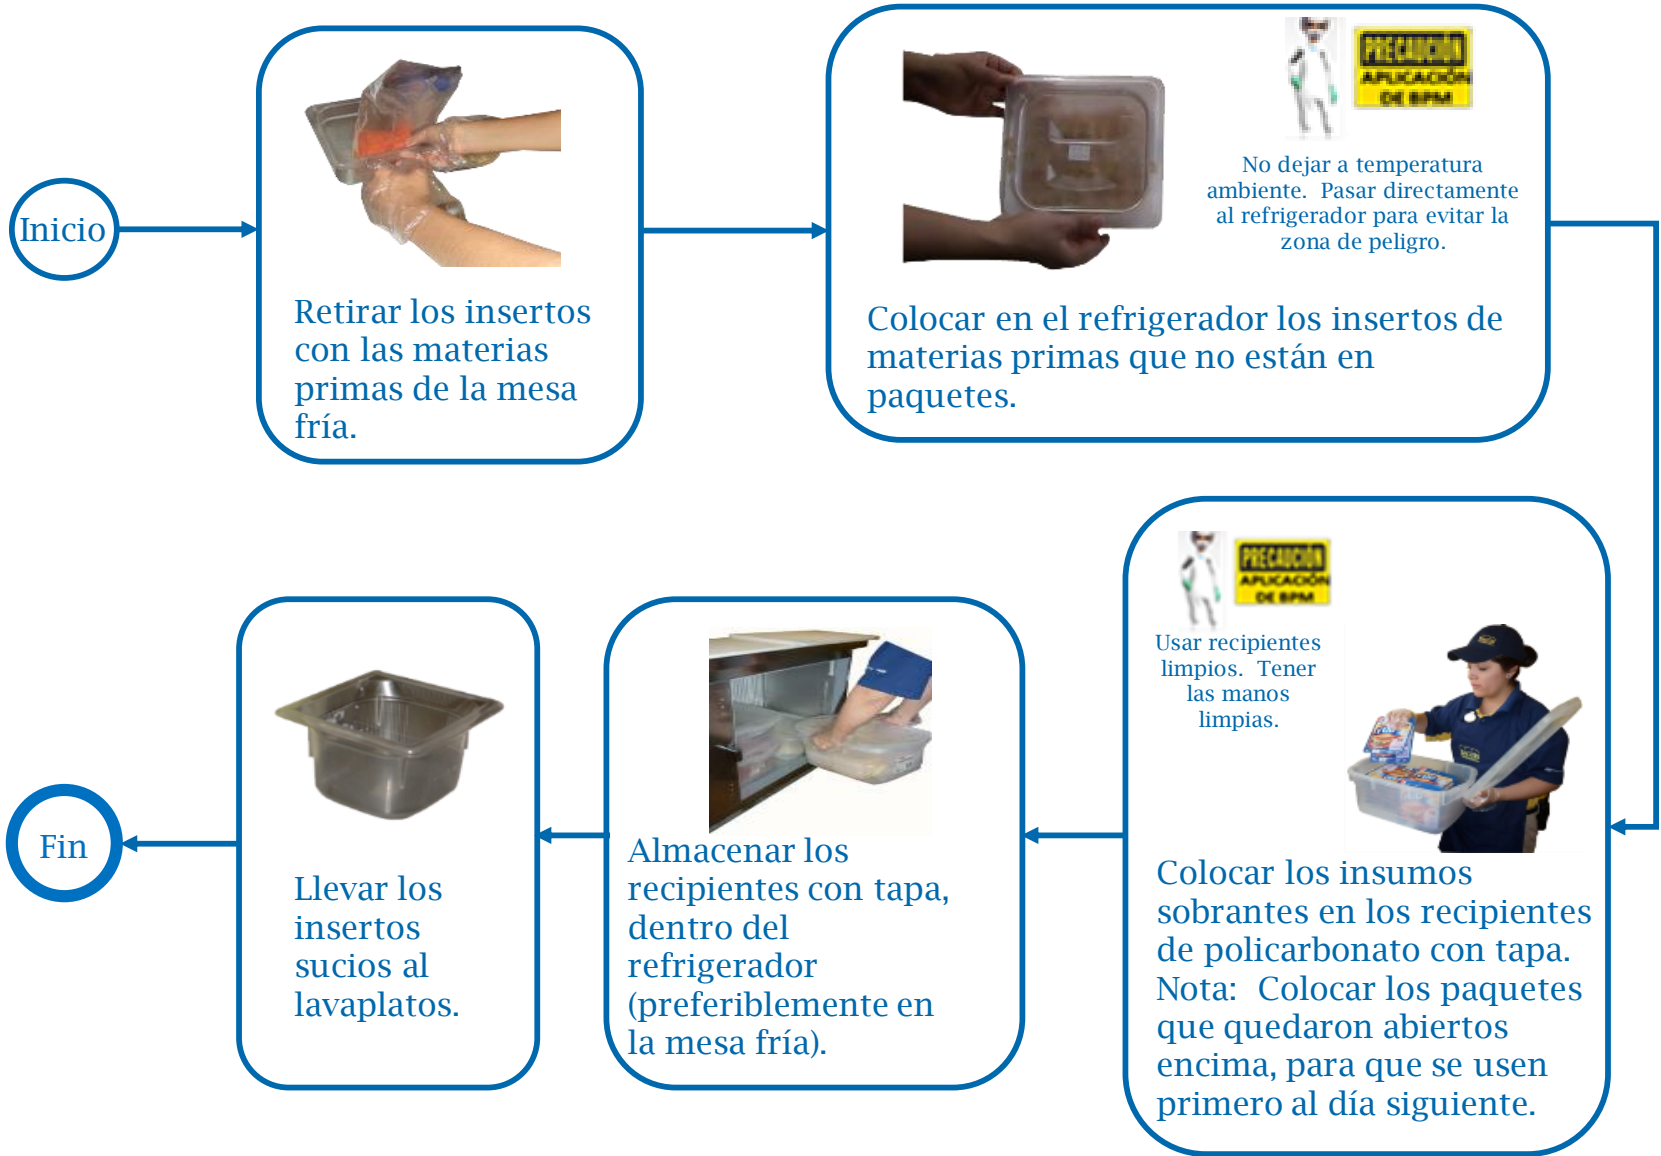 Inicio
Retirar los insertos
con las materias
primas de la mesa
fría.
PRECAUCIÓN
APLICACIÓN
DE BPM
No dejar a temperatura
ambiente.  Pasar directamente
al refrigerador para evitar la
zona de peligro.
Colocar en el refrigerador los insertos de
materias primas que no están en
paquetes.
PRECAUCIÓN
APLICACIÓN
DE BPM
Usar recipientes
limpios.  Tener
las manos
limpias.
Colocar los insumos
sobrantes en los recipientes
de policarbonato con tapa.
Nota:  Colocar los paquetes
que quedaron abiertos
encima, para que se usen
primero al día siguiente.
Almacenar los
recipientes con tapa,
dentro del
refrigerador
(preferiblemente en
la mesa fría).
Llevar los
insertos
sucios al
lavaplatos.
Fin